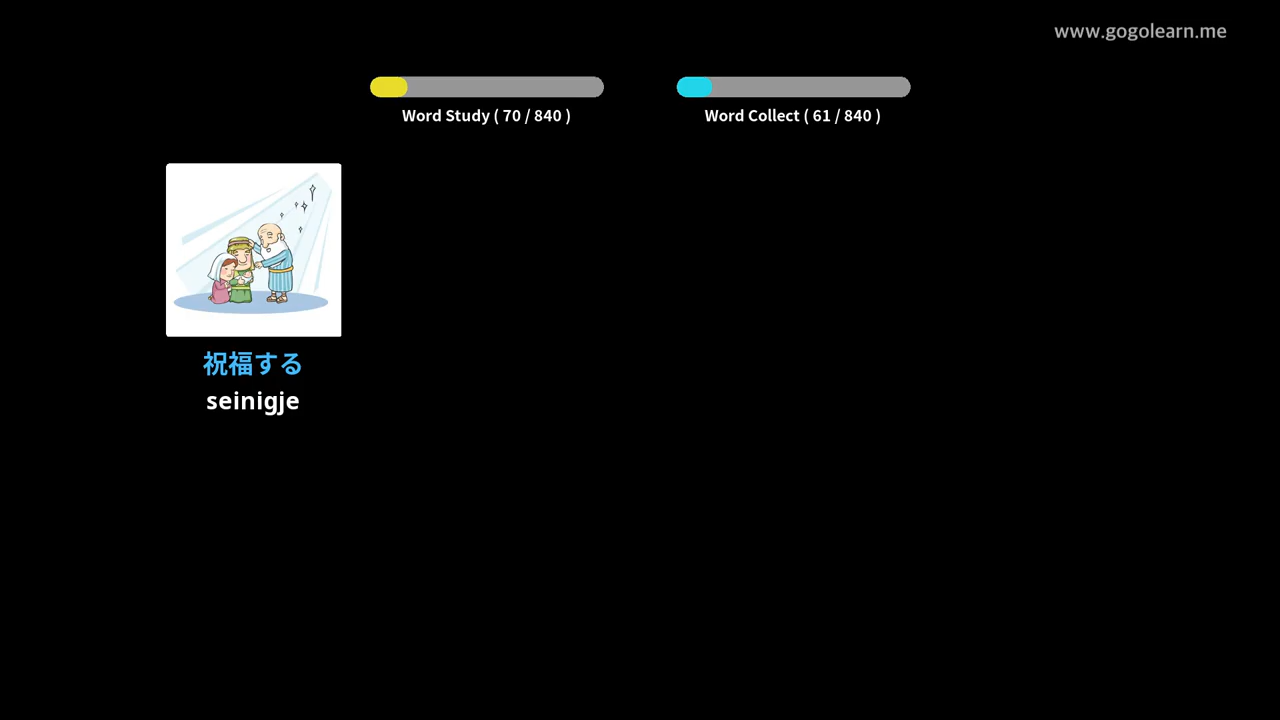 www.gogolearn.me
Word Study ( 70 / 840 )
Word Collect ( 61 / 840 )
祝福する
seinigje